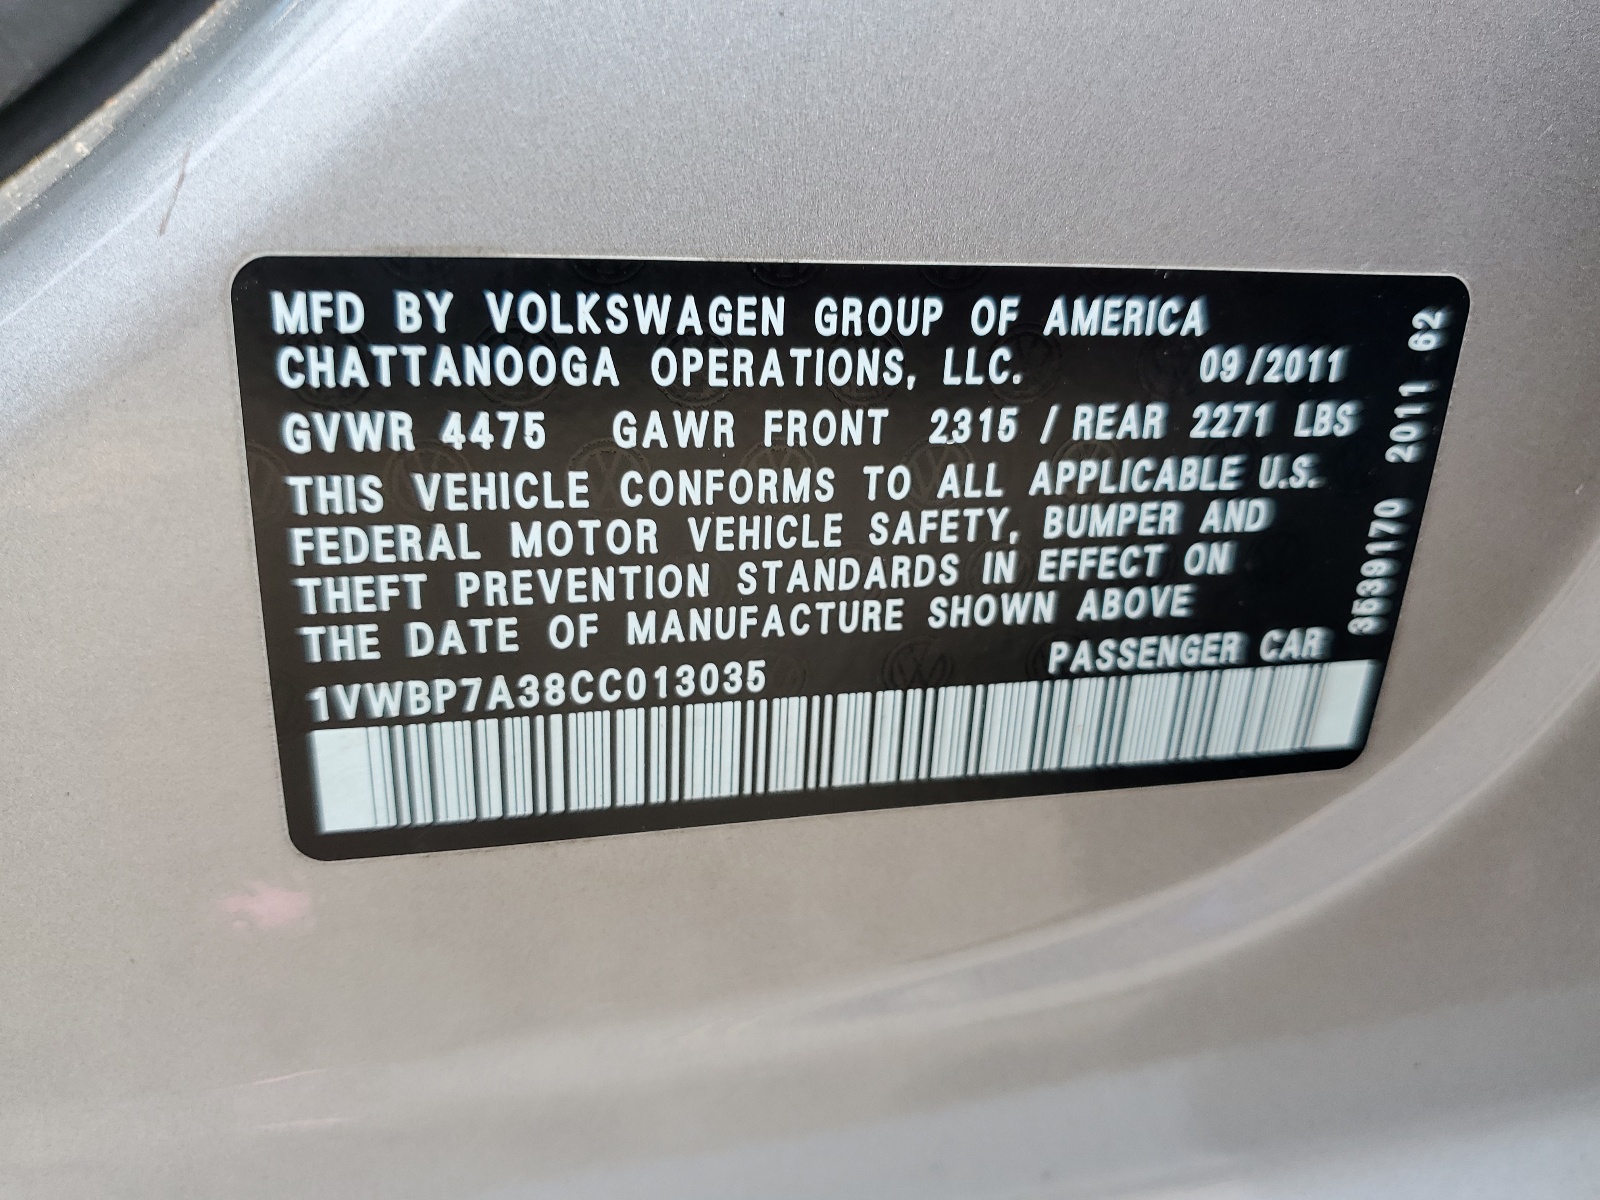 MFD BY VOLKSWAGEN GROUP OF AMERICA
CHATTANOOGA OPERATIONS, LLC. 09/2011
GVWR 4475 GAWR FRONT 2315 / REAR 2271 LBS
THIS VEHICLE CONFORMS TO ALL APPLICABLE U.S.
FEDERAL MOTOR VEHICLE SAFETY, BUMPER AND
THEFT PREVENTION STANDARDS IN EFFECT ON
THE DATE OF MANUFACTURE SHOWN ABOVE
1VWBP7A38CC013035 PASSENGER CAR
3539170 2011 62